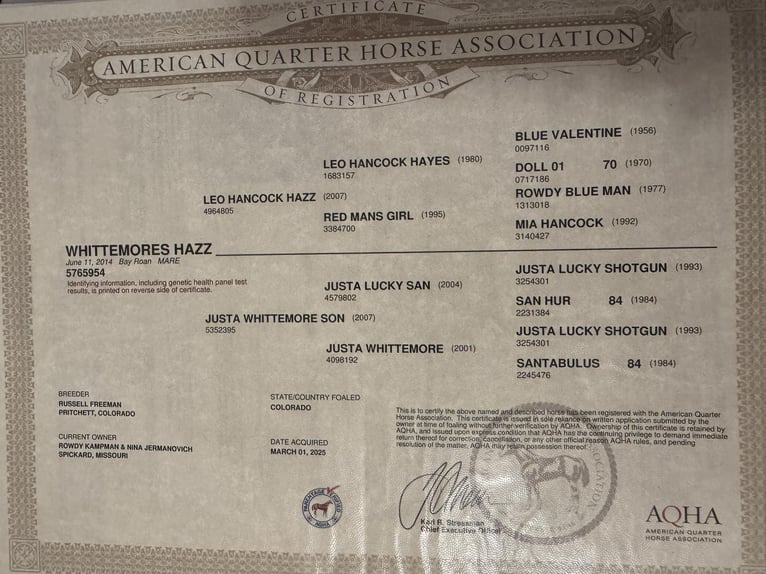 CERTIFICATE
AMERICAN QUARTER HORSE ASSOCIATION
OF REGISTRATION
BLUE VALENTINE (1956)
0097116
LEO HANCOCK HAYES (1980)
1683157
DOLL 01 70 (1970)
0717186
LEO HANCOCK HAZZ (2007)
4964805
ROWDY BLUE MAN (1977)
1313018
RED MANS GIRL (1995)
3384700
MIA HANCOCK (1992)
3140427
WHITTEMORES HAZZ
June 11, 2014 Bay Roan MARE
5765954
Identifying information, including genetic health panel test
results, is printed on reverse side of certificate.
JUSTA LUCKY SHOTGUN (1993)
3254301
JUSTA LUCKY SAN (2004)
4579802
SAN HUR 84 (1984)
2231384
JUSTA WHITTEMORE SON (2007)
5352395
JUSTA LUCKY SHOTGUN (1993)
3254301
JUSTA WHITTEMORE (2001)
4098192
SANTABULUS 84 (1984)
2245476
BREEDER
RUSSELL FREEMAN
PRITCHETT, COLORADO
STATE/COUNTRY FOALED
COLORADO
CURRENT OWNER
ROWDY KAMPMAN & NINA JERMANOVICH
SPICKARD, MISSOURI
DATE ACQUIRED
MARCH 01, 2025
This is to certify the above named and described horse has been registered with the American Quarter
Horse Association. This certificate is issued in sole reliance on written application submitted by the
owner at time of foaling without further verification by AQHA. Ownership of this certificate is retained by
AQHA, and issued upon express condition that AQHA has the continuing privilege to demand immediate
return thereof for correction, cancellation, or any other official reason AQHA rules, and pending
resolution of the matter, AQHA may retain possession thereof.
PARENTAGE VERIFIED
AQHA
Karl R. Stressman
Chief Executive Officer
AQHA
AMERICAN QUARTER
HORSE ASSOCIATION